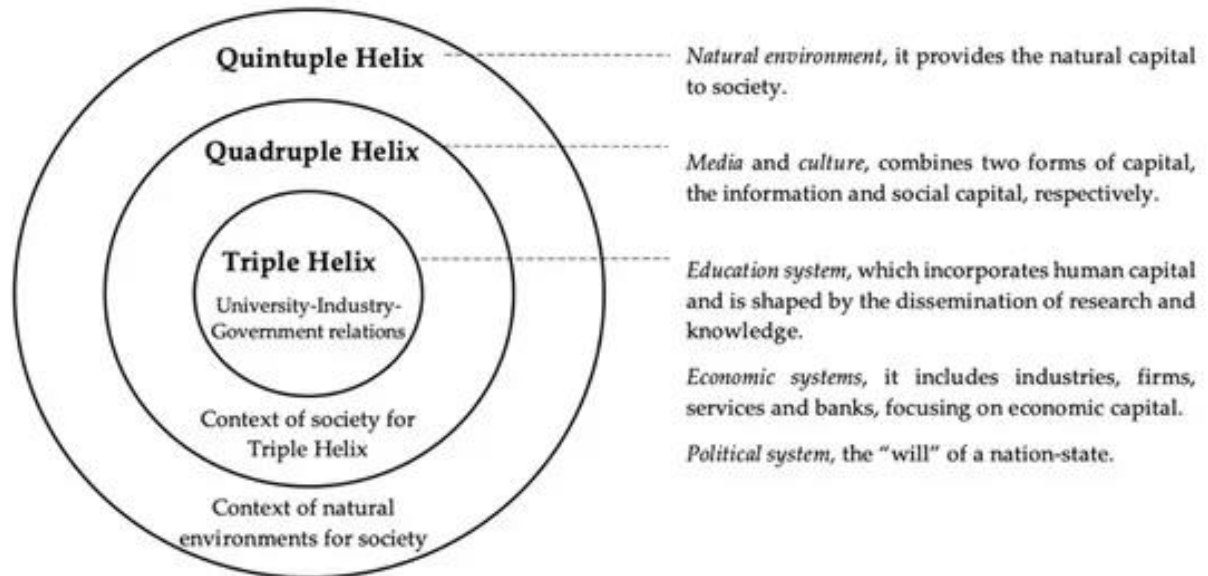 Quintuple Helix
Quadruple Helix
Triple Helix
University-Industry-
Government relations
Context of society for
Triple Helix
Context of natural
environments for society
Natural environment, it provides the natural capital
to society.
Media and culture, combines two forms of capital,
the information and social capital, respectively.
Education system, which incorporates human capital
and is shaped by the dissemination of research and
knowledge.
Economic systems, it includes industries, firms,
services and banks, focusing on economic capital.
Political system, the “will” of a nation-state.